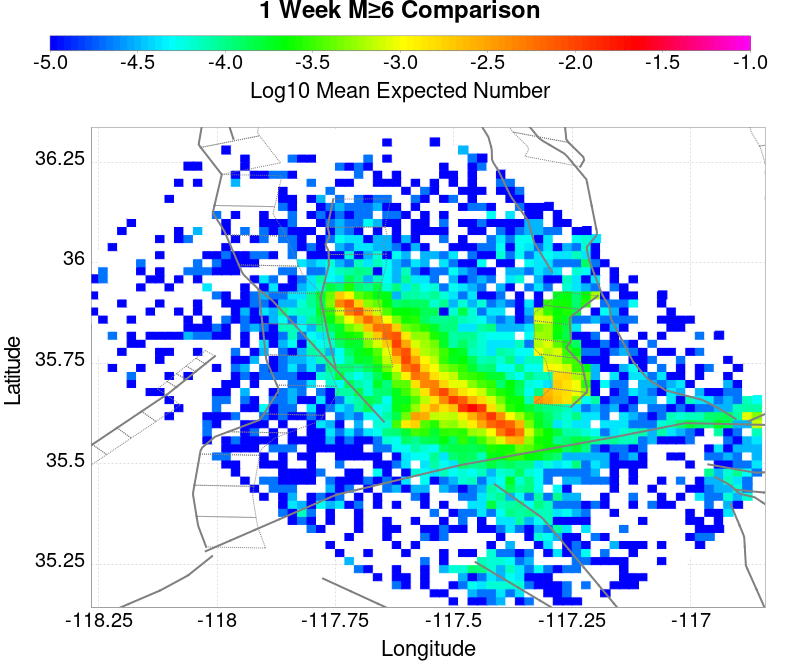 1 Week M≥6 Comparison
-5.0 -4.5 -4.0 -3.5 -3.0 -2.5 -2.0 -1.5 -1.0
Log10 Mean Expected Number
36.25
36
35.75
35.5
35.25
Latitude
-118.25 -118 -117.75 -117.5 -117.25 -117
Longitude